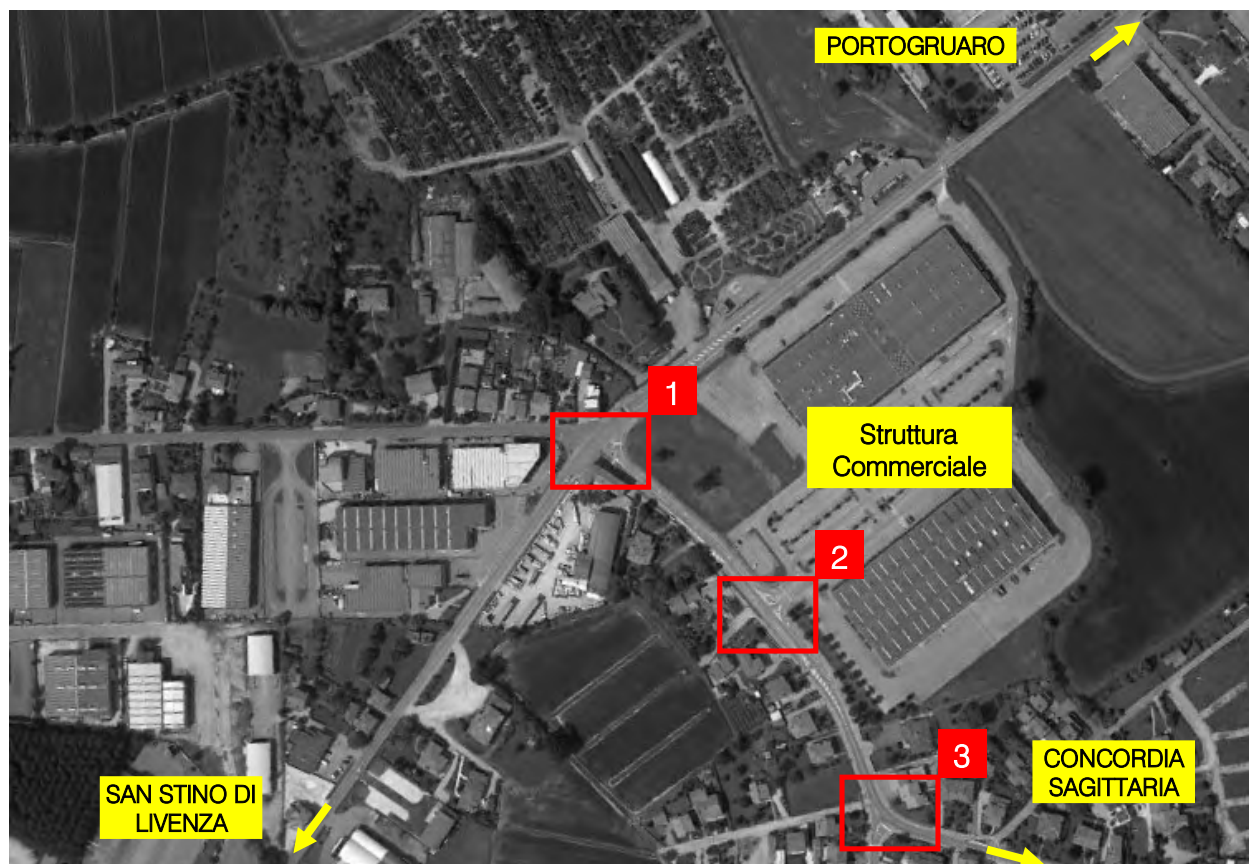 PORTOGRUARO
1
Struttura
Commerciale
2
3
CONCORDIA
SAGITTARIA
SAN STINO DI
LIVENZA